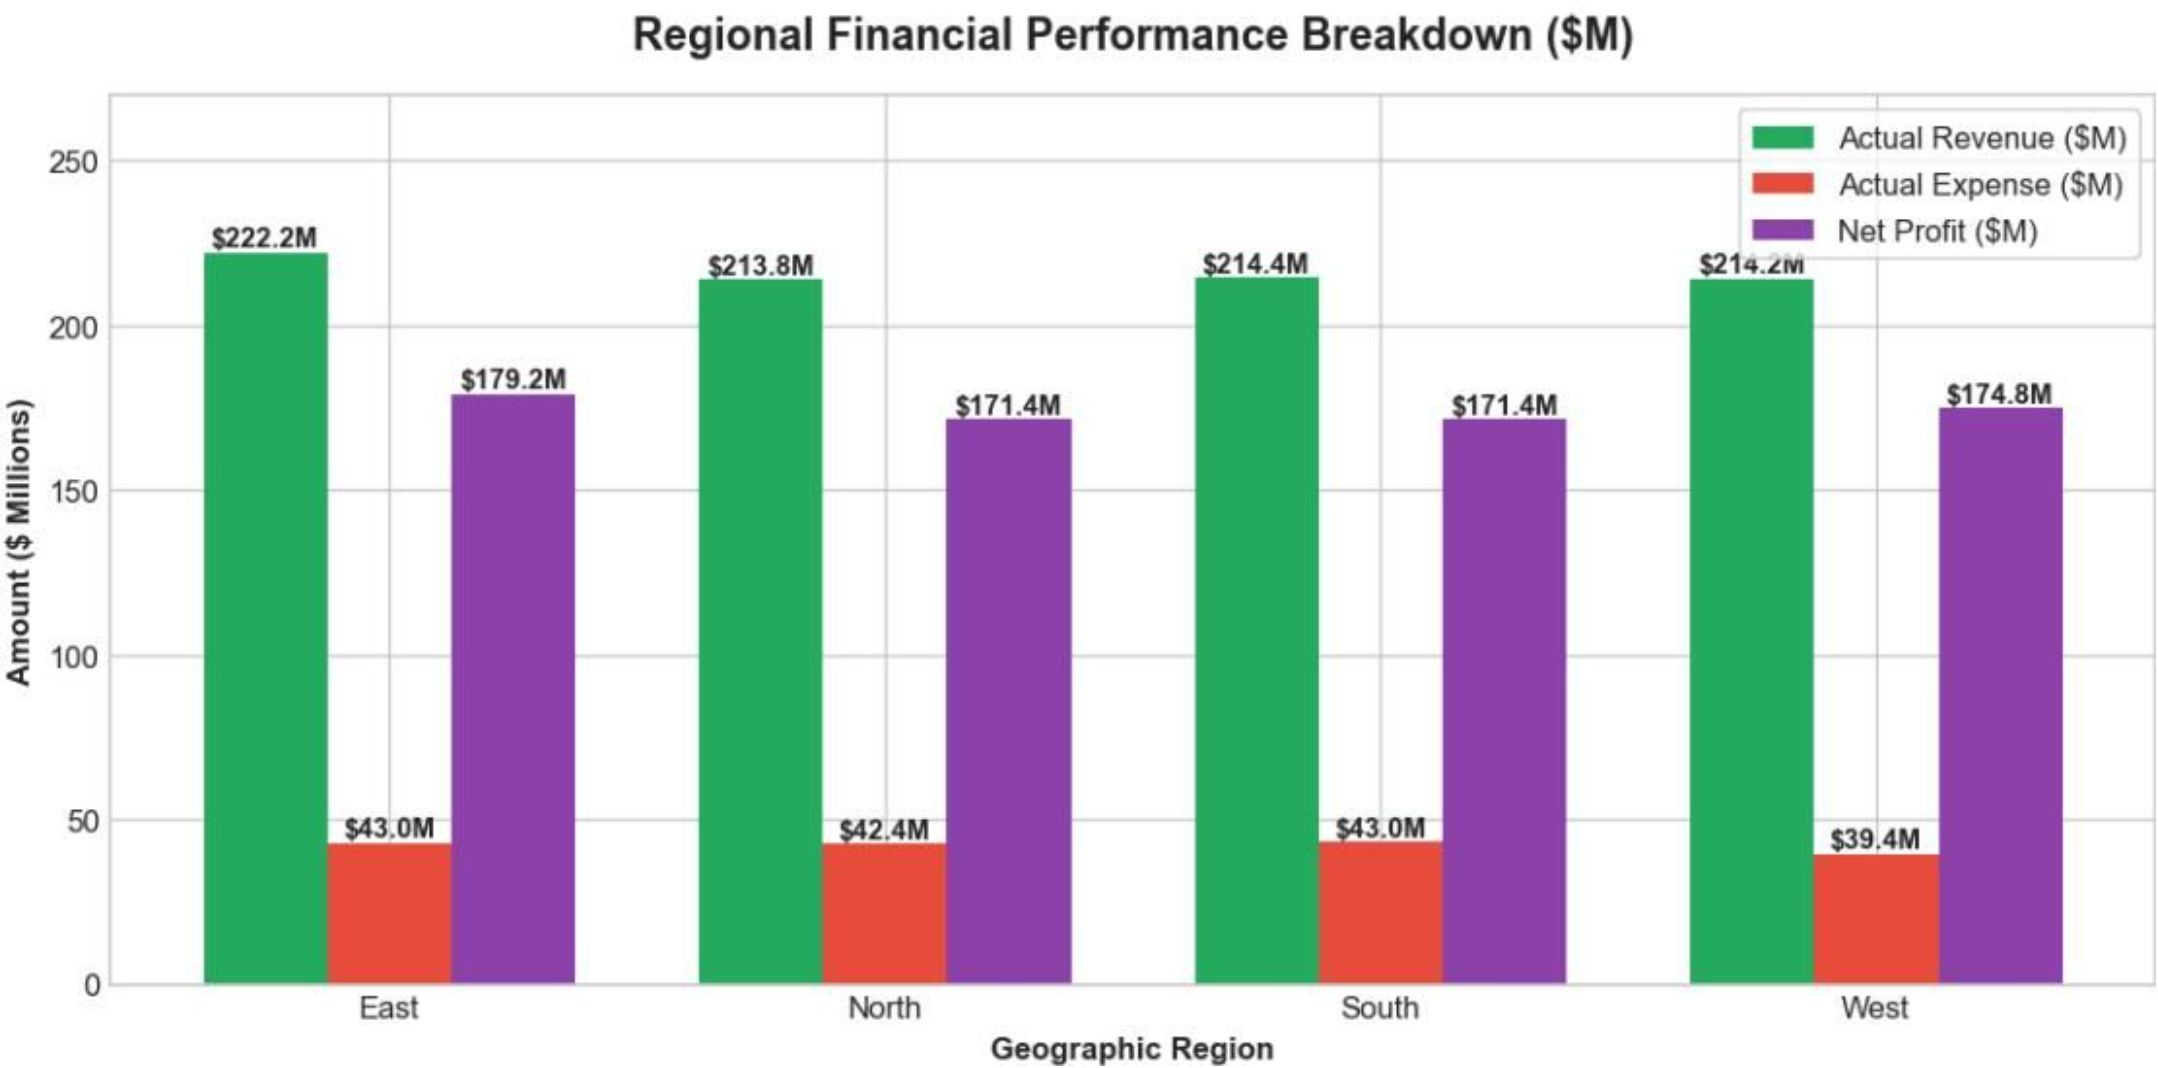 Regional Financial Performance Breakdown ($M)
Actual Revenue ($M)
Actual Expense ($M)
Net Profit ($M)
Amount ($ Millions)
250
200
150
100
50
0
$222.2M
$43.0M
$179.2M
$213.8M
$42.4M
$171.4M
$214.4M
$43.0M
$171.4M
$214.2M
$39.4M
$174.8M
East
North
South
West
Geographic Region